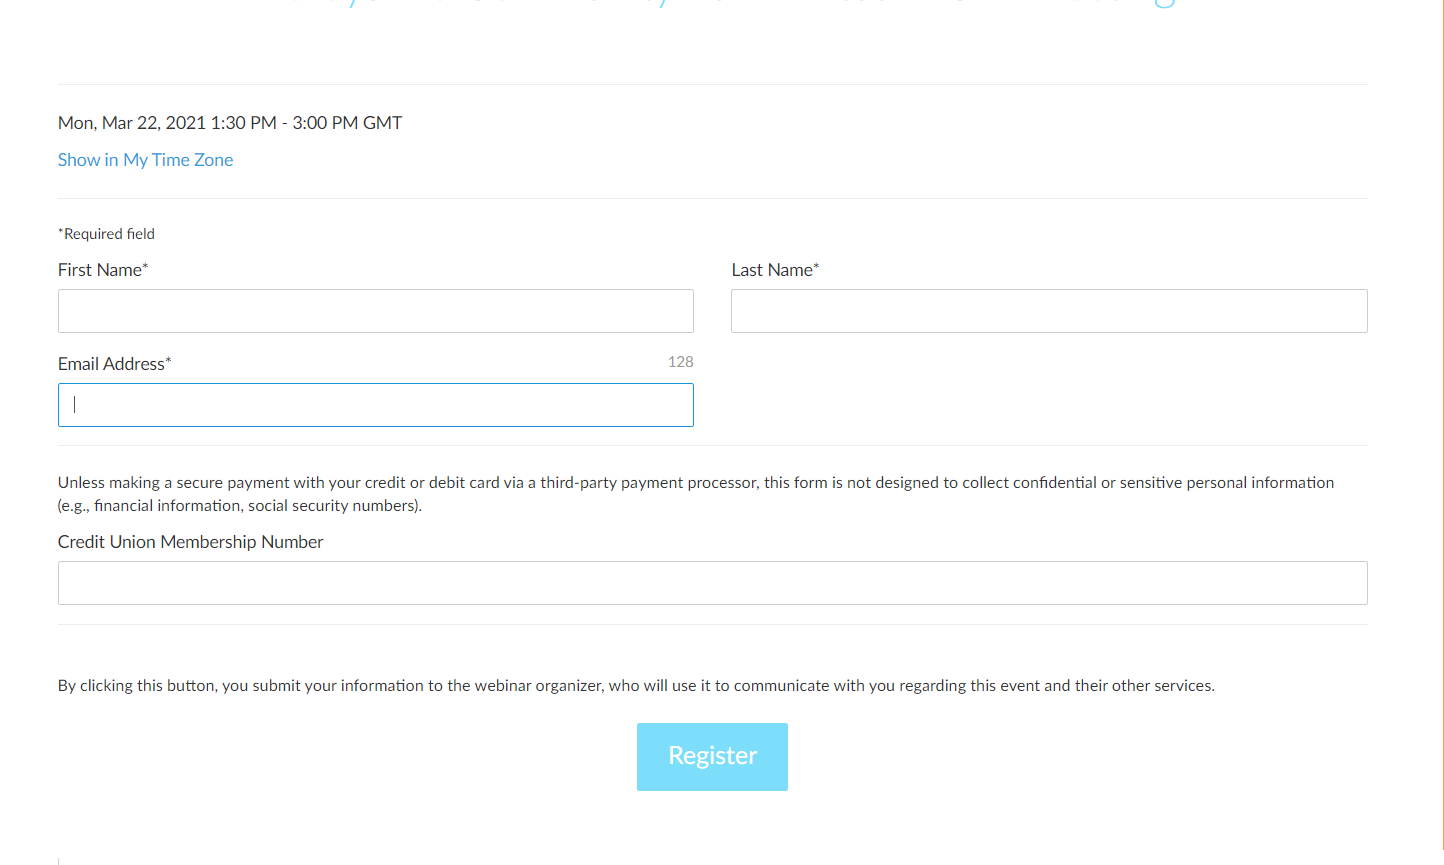 Mon, Mar 22, 2021 1:30 PM - 3:00 PM GMT
Show in My Time Zone
*Required field
First Name*
Last Name*
Email Address*
128
Unless making a secure payment with your credit or debit card via a third-party payment processor, this form is not designed to collect confidential or sensitive personal information
(e.g., financial information, social security numbers).
Credit Union Membership Number
By clicking this button, you submit your information to the webinar organizer, who will use it to communicate with you regarding this event and their other services.
Register